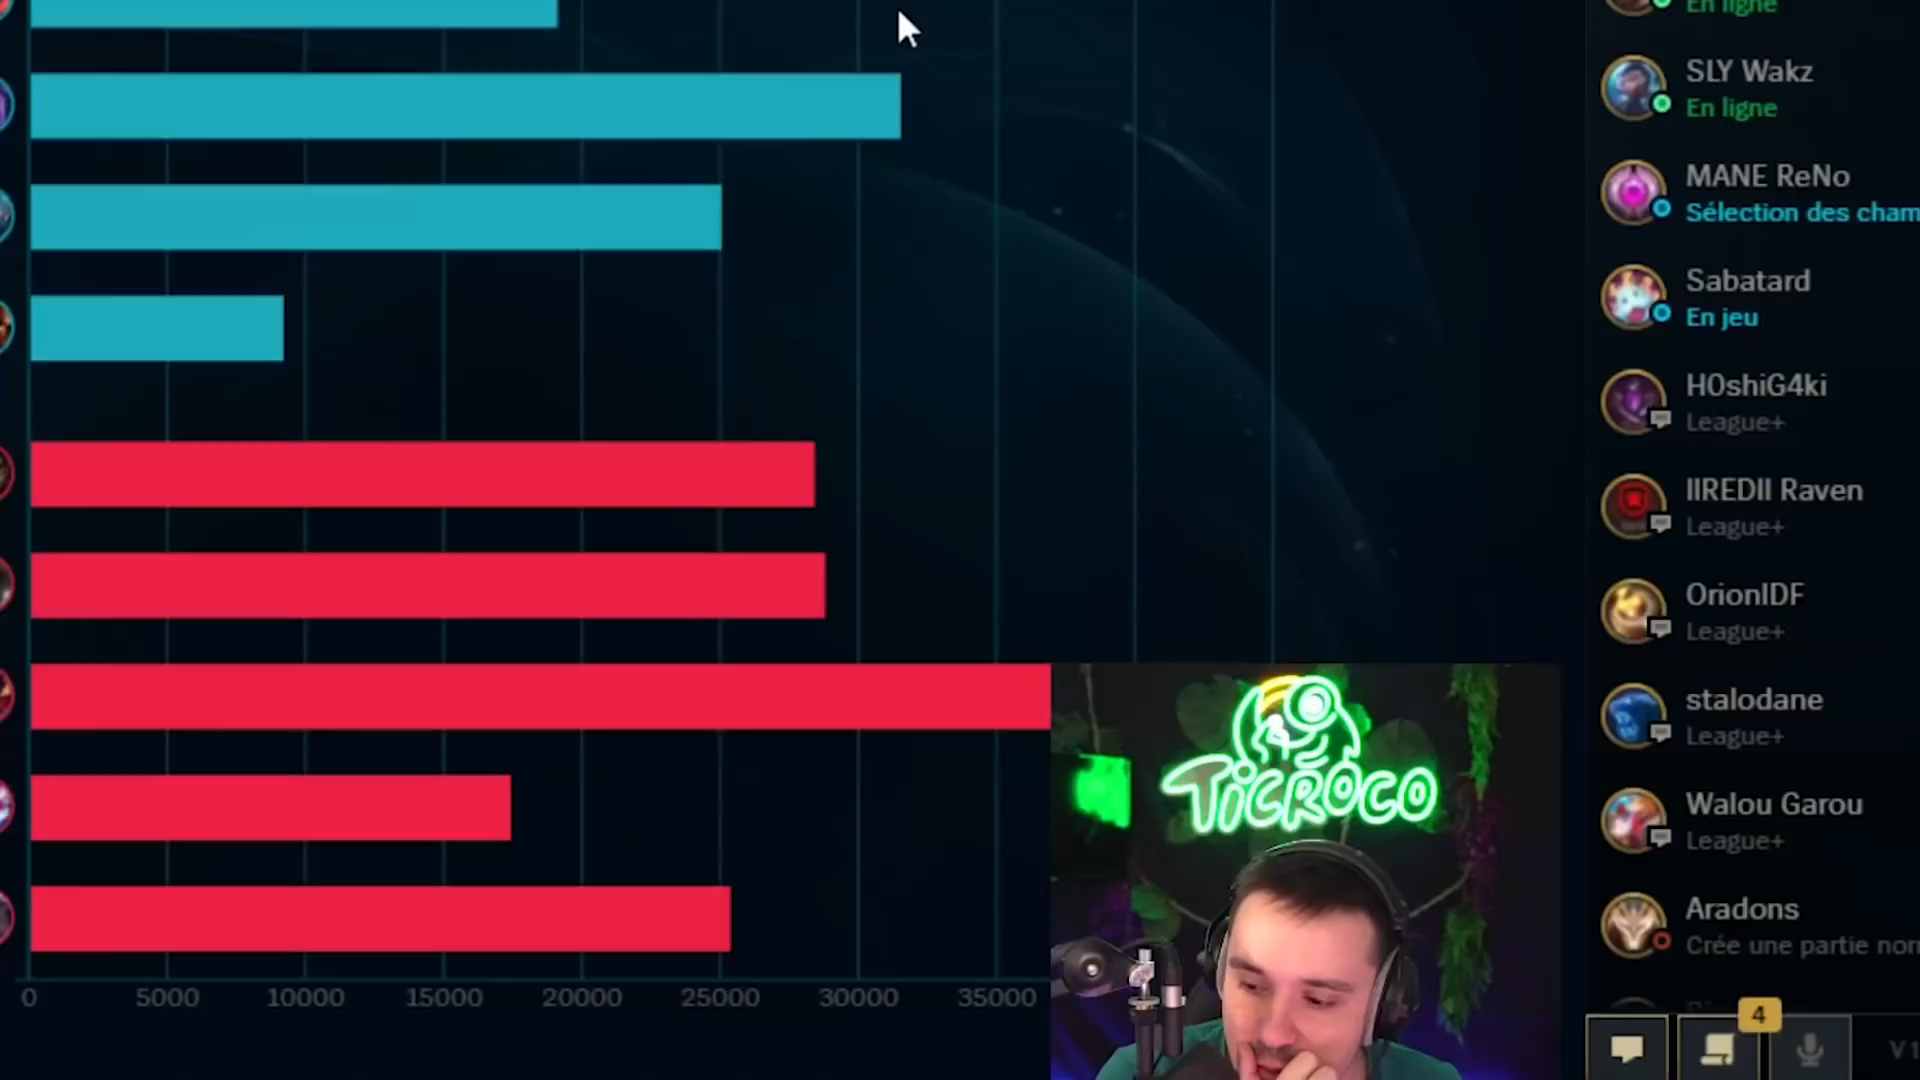 En ligne
SLY Wakz
En ligne
MANE ReNo
Sélection des cham
Sabatard
En jeu
H0shiG4ki
League+
IIREDII Raven
League+
OrionIDF
League+
stalodane
League+
Walou Garou
League+
Aradons
Crée une partie nor
TiCROCO
0 5000 10000 15000 20000 25000 30000 35000
4
V1